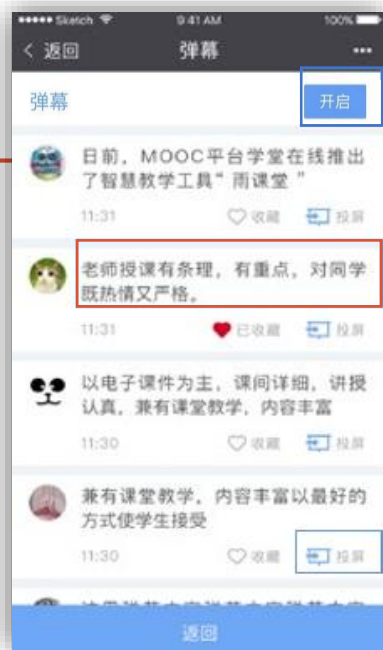 Sketch 9:41 AM 100%
返回 弹幕
弹幕 开启
日前，MOOC平台学堂在线推出
了智慧教学工具“雨课堂”
11:31 收藏 投屏
老师授课有条理，有重点，对同学
既热情又严格。
11:31 已收藏 投屏
以电子课件为主，课间详细，讲授
认真，兼有课堂教学，内容丰富
11:30 收藏 投屏
兼有课堂教学，内容丰富以最好的
方式使学生接受
11:30 收藏 投屏
返回